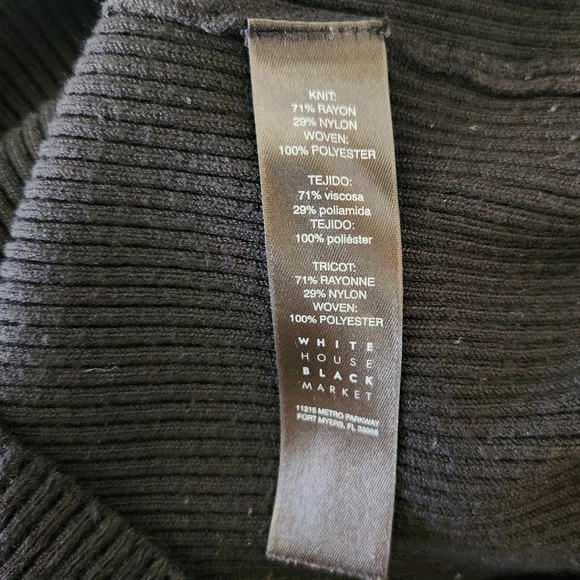 KNIT:
71% RAYON
29% NYLON
WOVEN:
100% POLYESTER
TEJIDO:
71% viscosa
29% poliamida
TEJIDO:
100% poliéster
TRICOT:
71% RAYONNE
29% NYLON
WOVEN:
100% POLYESTER
WHITE
HOUSE
BLACK
MARKET
11215 METRO PARKWAY
FORT MYERS, FL